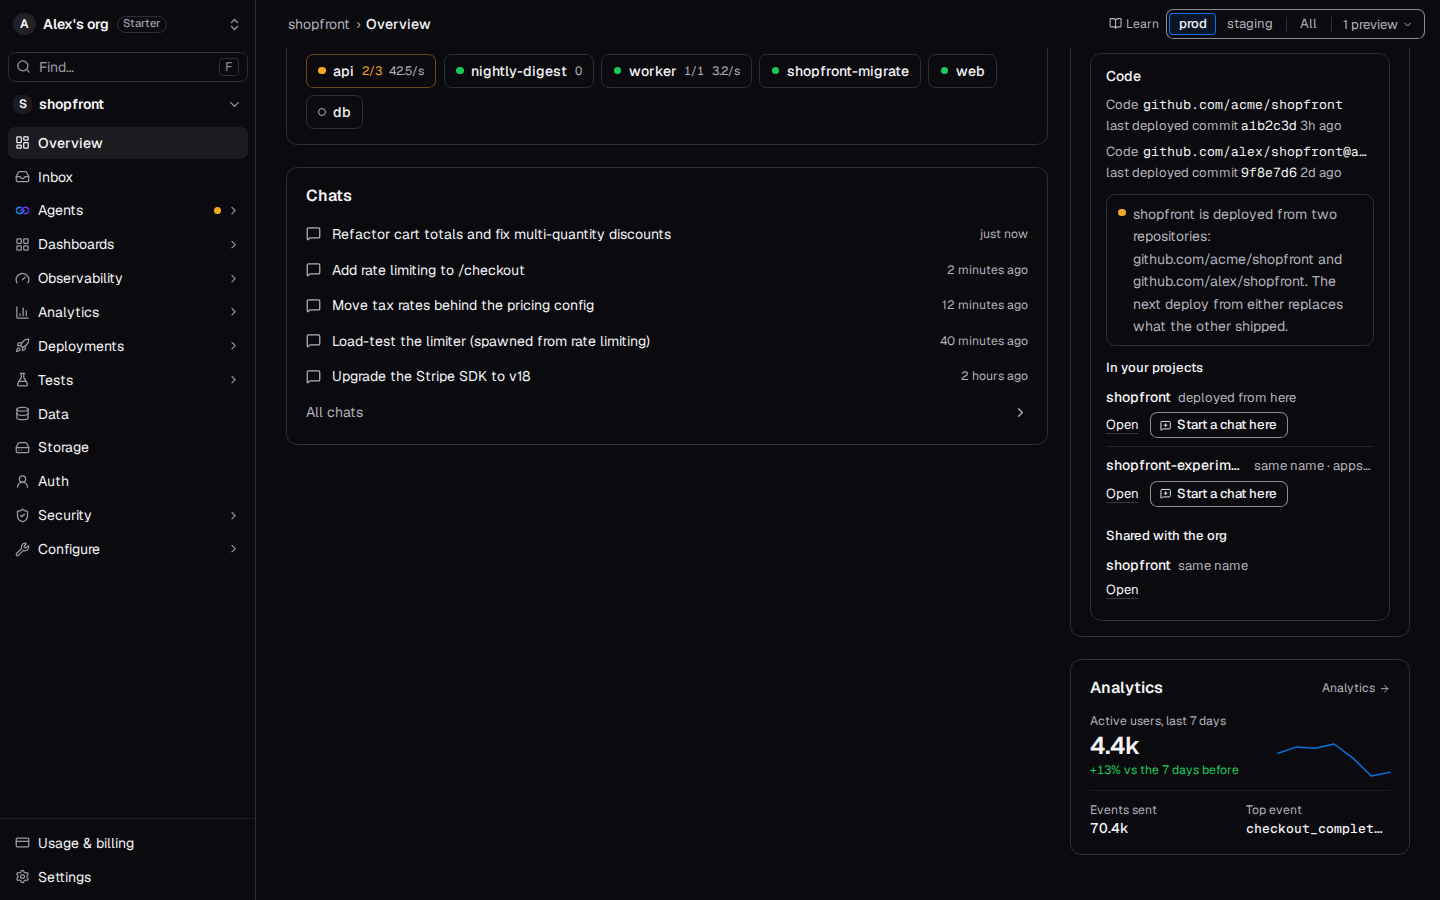 A Alex's org Starter
Find... F
S shopfront
Overview
Inbox
Agents
Dashboards
Observability
Analytics
Deployments
Tests
Data
Storage
Auth
Security
Configure
Usage & billing
Settings
shopfront › Overview
Learn prod staging All 1 preview
api 2/3 42.5/s nightly-digest 0 worker 1/1 3.2/s shopfront-migrate web
db
Chats
Refactor cart totals and fix multi-quantity discounts just now
Add rate limiting to /checkout 2 minutes ago
Move tax rates behind the pricing config 12 minutes ago
Load-test the limiter (spawned from rate limiting) 40 minutes ago
Upgrade the Stripe SDK to v18 2 hours ago
All chats
Code
Code github.com/acme/shopfront
last deployed commit a1b2c3d 3h ago
Code github.com/alex/shopfront@a…
last deployed commit 9f8e7d6 2d ago
shopfront is deployed from two
repositories:
github.com/acme/shopfront and
github.com/alex/shopfront. The
next deploy from either replaces
what the other shipped.
In your projects
shopfront deployed from here
Open Start a chat here
shopfront-experim… same name · apps…
Open Start a chat here
Shared with the org
shopfront same name
Open
Analytics Analytics →
Active users, last 7 days
4.4k
+13% vs the 7 days before
Events sent Top event
70.4k checkout_complet…